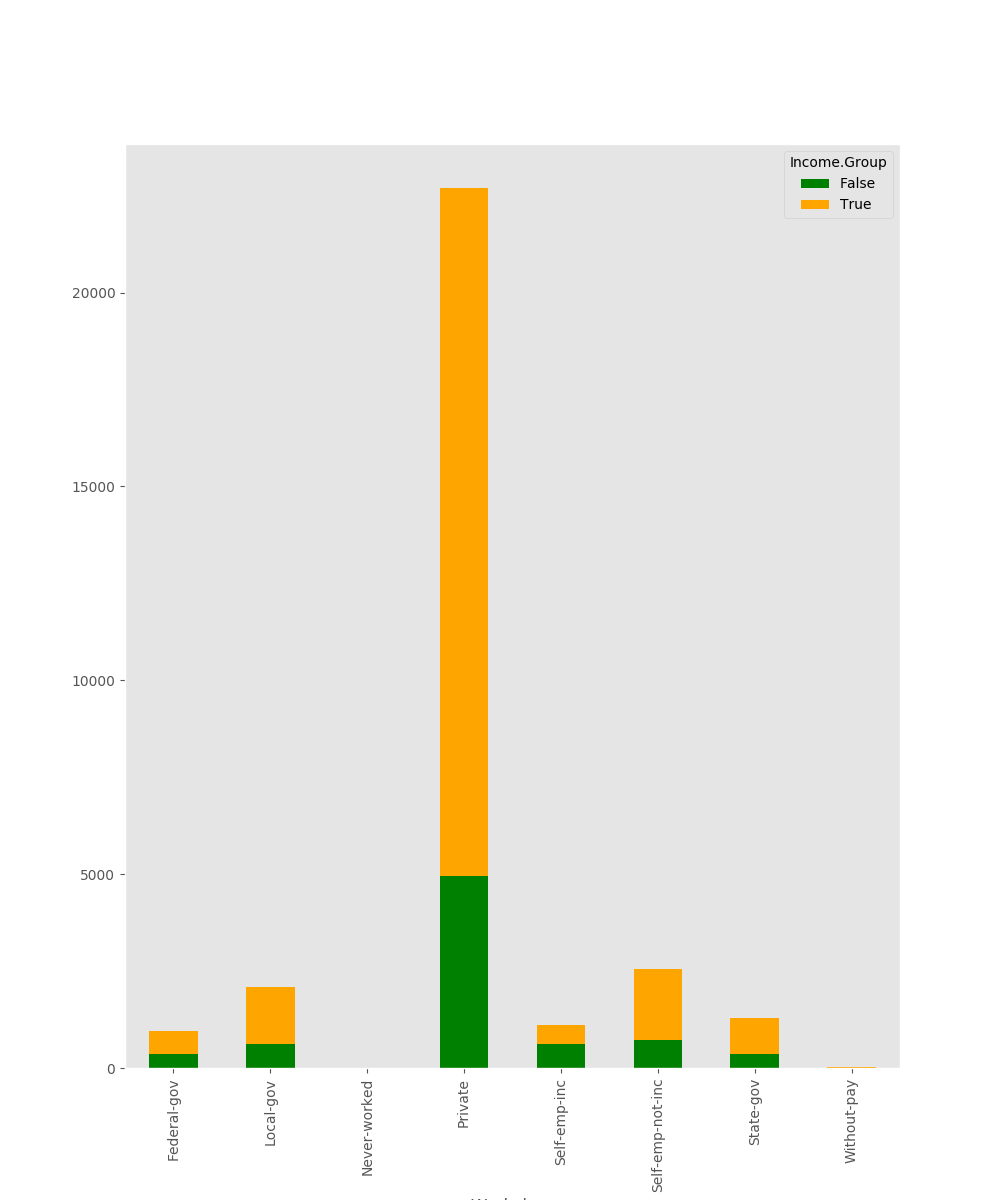 Income.Group
False
True
20000
15000
10000
5000
0
Federal-gov
Local-gov
Never-worked
Private
Self-emp-inc
Self-emp-not-inc
State-gov
Without-pay